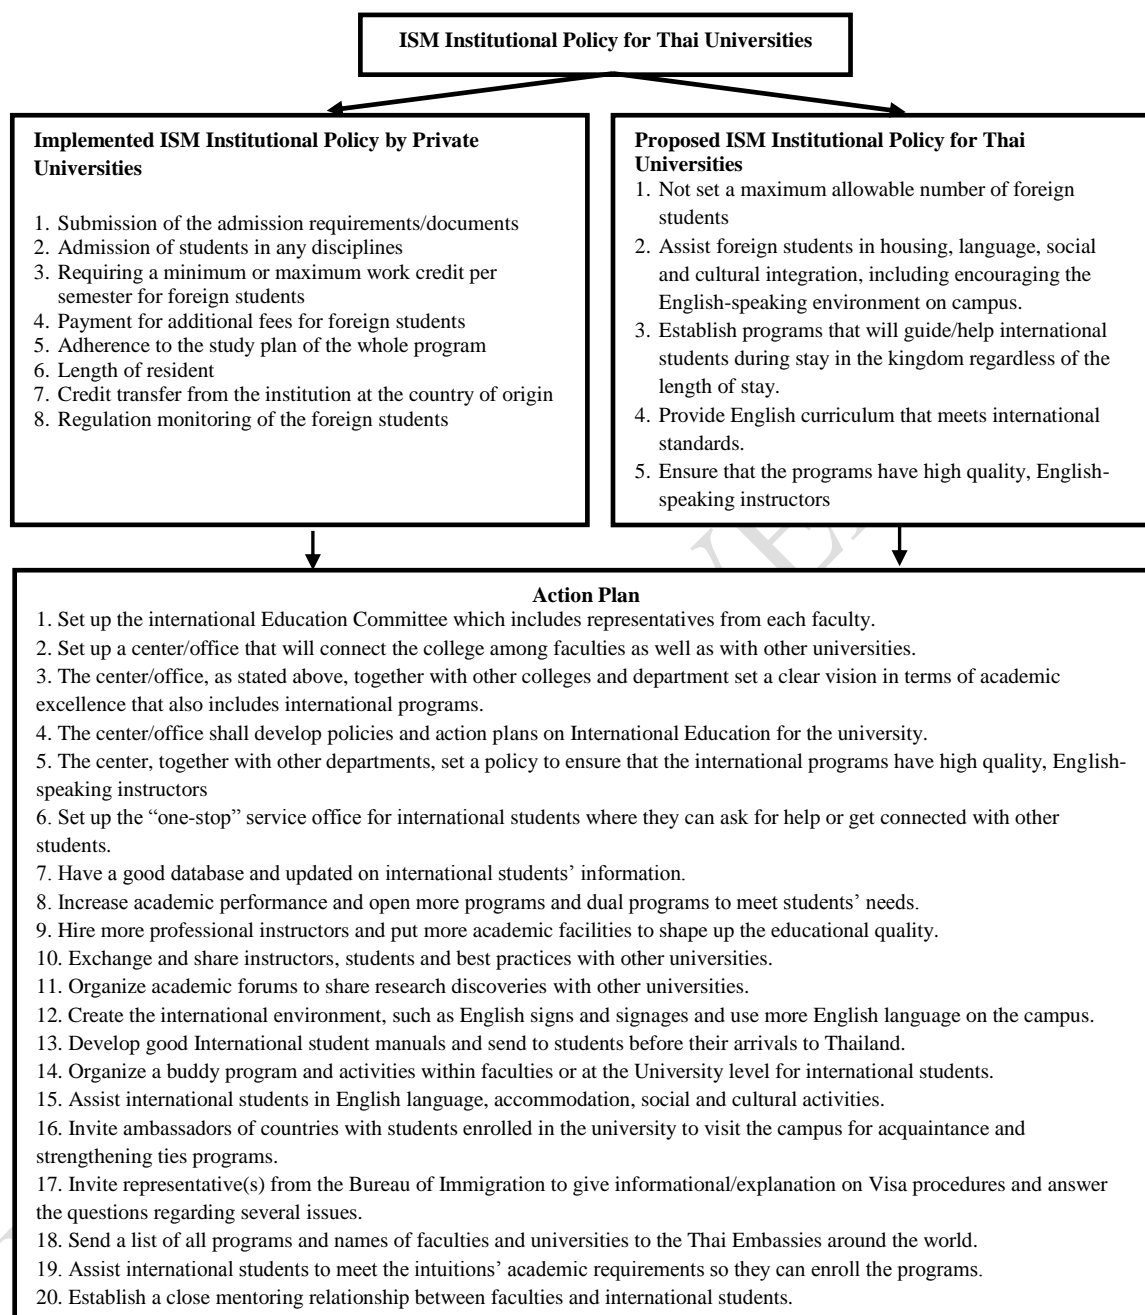 ISM Institutional Policy for Thai Universities
Implemented ISM Institutional Policy by Private
Universities
1. Submission of the admission requirements/documents
2. Admission of students in any disciplines
3. Requiring a minimum or maximum work credit per
semester for foreign students
4. Payment for additional fees for foreign students
5. Adherence to the study plan of the whole program
6. Length of resident
7. Credit transfer from the institution at the country of origin
8. Regulation monitoring of the foreign students
Proposed ISM Institutional Policy for Thai
Universities
1. Not set a maximum allowable number of foreign
students
2. Assist foreign students in housing, language, social
and cultural integration, including encouraging the
English-speaking environment on campus.
3. Establish programs that will guide/help international
students during stay in the kingdom regardless of the
length of stay.
4. Provide English curriculum that meets international
standards.
5. Ensure that the programs have high quality, English-
speaking instructors
Action Plan
1. Set up the international Education Committee which includes representatives from each faculty.
2. Set up a center/office that will connect the college among faculties as well as with other universities.
3. The center/office, as stated above, together with other colleges and department set a clear vision in terms of academic
excellence that also includes international programs.
4. The center/office shall develop policies and action plans on International Education for the university.
5. The center, together with other departments, set a policy to ensure that the international programs have high quality, English-
speaking instructors
6. Set up the “one-stop” service office for international students where they can ask for help or get connected with other
students.
7. Have a good database and updated on international students’ information.
8. Increase academic performance and open more programs and dual programs to meet students’ needs.
9. Hire more professional instructors and put more academic facilities to shape up the educational quality.
10. Exchange and share instructors, students and best practices with other universities.
11. Organize academic forums to share research discoveries with other universities.
12. Create the international environment, such as English signs and signages and use more English language on the campus.
13. Develop good International student manuals and send to students before their arrivals to Thailand.
14. Organize a buddy program and activities within faculties or at the University level for international students.
15. Assist international students in English language, accommodation, social and cultural activities.
16. Invite ambassadors of countries with students enrolled in the university to visit the campus for acquaintance and
strengthening ties programs.
17. Invite representative(s) from the Bureau of Immigration to give informational/explanation on Visa procedures and answer
the questions regarding several issues.
18. Send a list of all programs and names of faculties and universities to the Thai Embassies around the world.
19. Assist international students to meet the intuitions’ academic requirements so they can enroll the programs.
20. Establish a close mentoring relationship between faculties and international students.